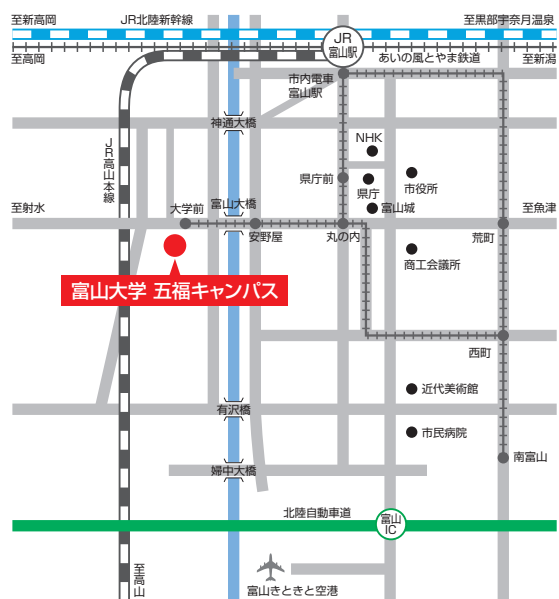 至新高岡
JR北陸新幹線
至黒部宇奈月温泉
至高岡
JR
富山駅
あいの風とやま鉄道
至新潟
市内電車
富山駅
神通大橋
NHK
JR高山本線
県庁前
県庁
市役所
至射水
大学前
富山大橋
富山城
至魚津
安野屋
丸の内
荒町
商工会議所
富山大学 五福キャンパス
西町
近代美術館
有沢橋
市民病院
婦中大橋
南富山
北陸自動車道
富山
IC
至高山
富山きときと空港